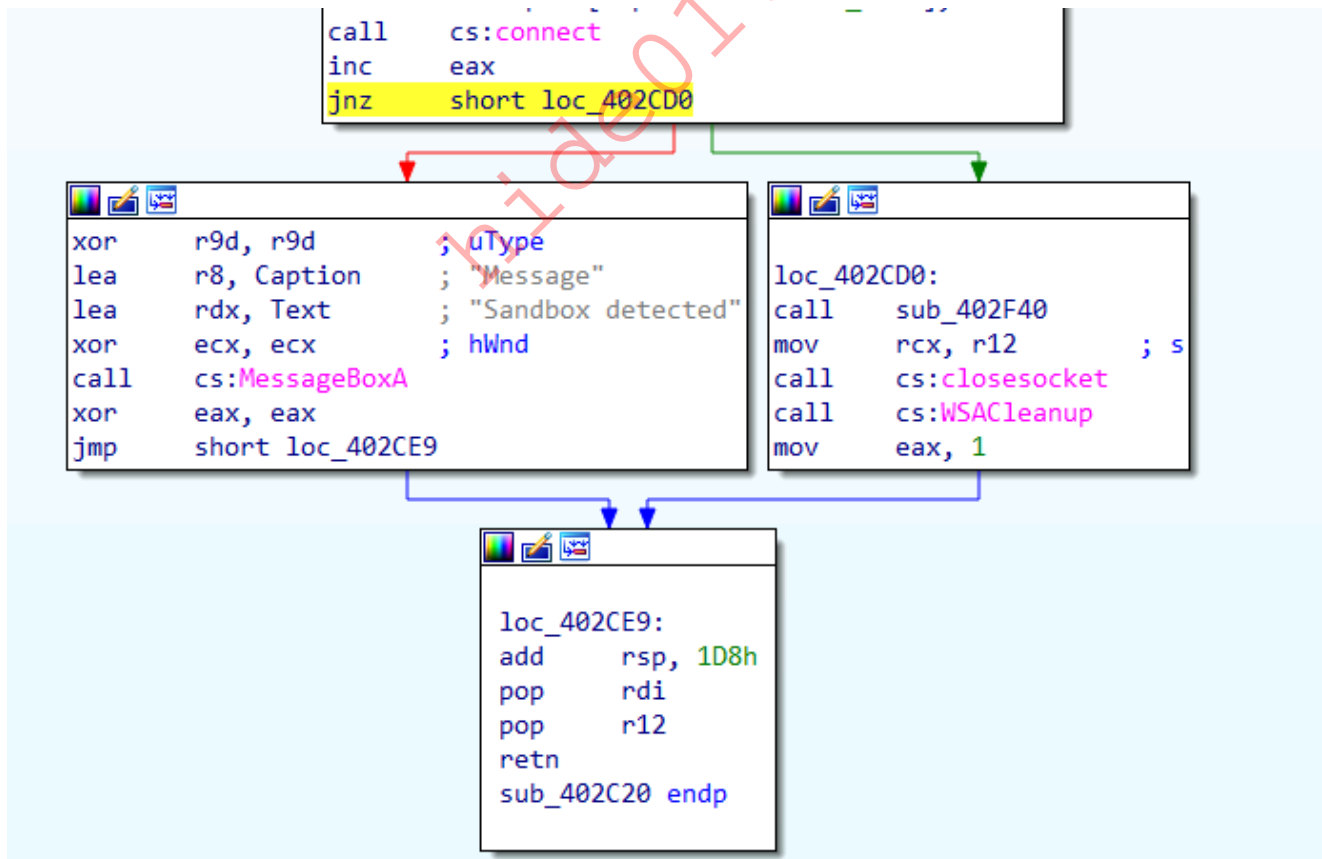 call cs:connect
inc eax
jnz short loc_402CD0
xor r9d, r9d ; uType
lea r8, Caption ; "Message"
lea rdx, Text ; "Sandbox detected"
xor ecx, ecx ; hWnd
call cs:MessageBoxA
xor eax, eax
jmp short loc_402CE9
loc_402CD0:
call sub_402F40
mov rcx, r12 ; s
call cs:closesocket
call cs:WSACleanup
mov eax, 1
loc_402CE9:
add rsp, 1D8h
pop rdi
pop r12
retn
sub_402C20 endp
hide01